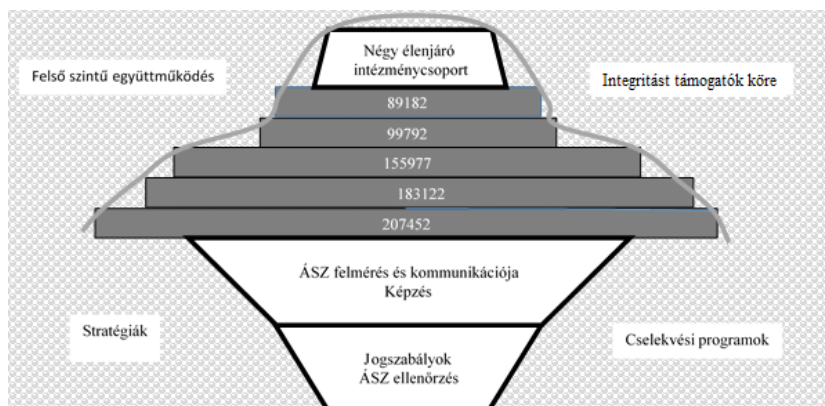 Négy élenjáró
intézménycsoport
Felső szintű együttműködés
Integritást támogatók köre
89182
99792
155977
183122
207452
ÁSZ felmérés és kommunikációja
Képzés
Stratégiák
Cselekvési programok
Jogszabályok
ÁSZ ellenőrzés